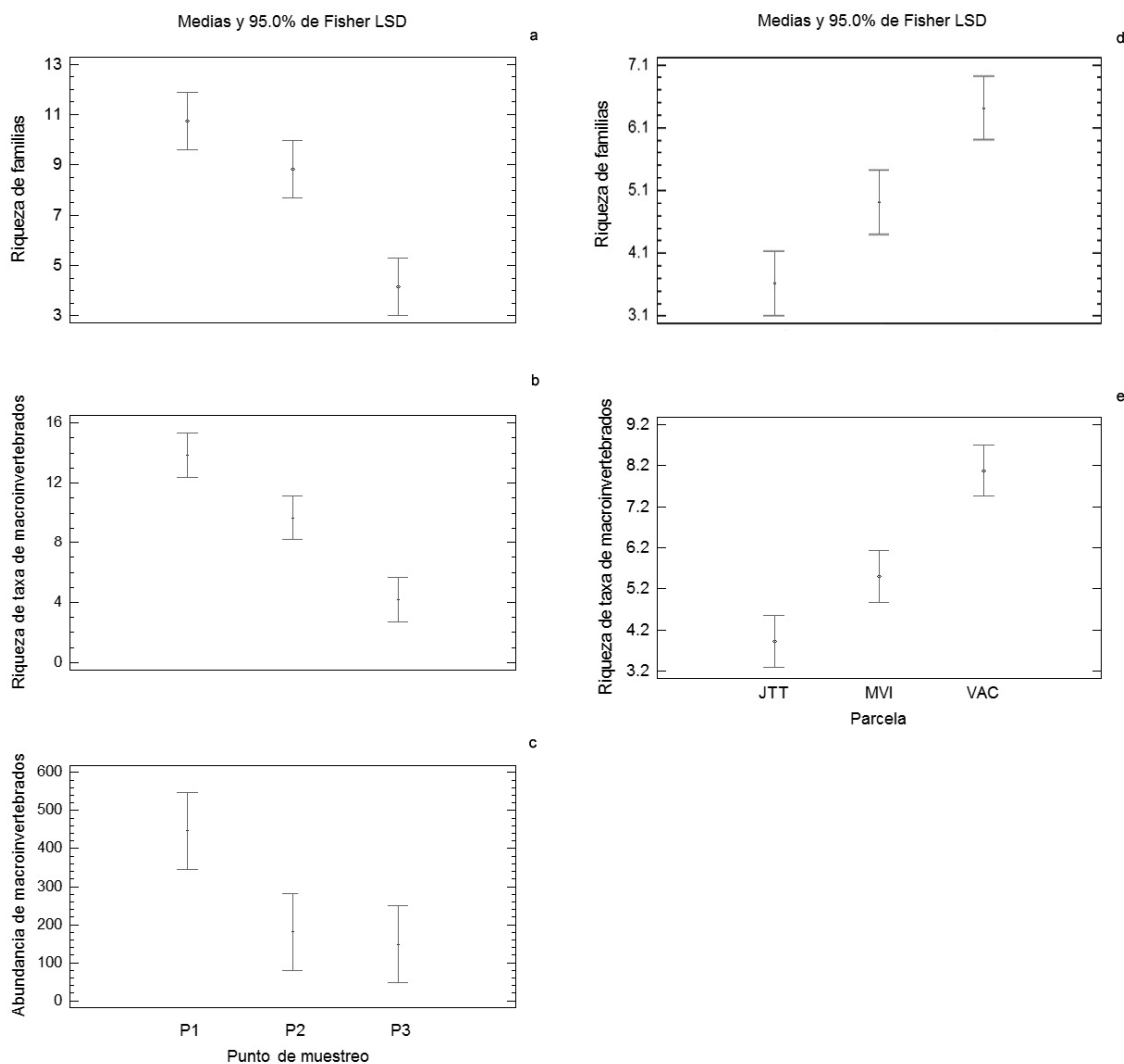 Medias y 95.0% de Fisher LSD
a
Riqueza de familias
13
11
9
7
5
3
b
Riqueza de taxa de macroinvertebrados
16
12
8
4
0
c
Abundancia de macroinvertebrados
600
500
400
300
200
100
0
P1 P2 P3
Punto de muestreo
Medias y 95.0% de Fisher LSD
d
Riqueza de familias
7.1
6.1
5.1
4.1
3.1
e
Riqueza de taxa de macroinvertebrados
9.2
8.2
7.2
6.2
5.2
4.2
3.2
JTT MVI VAC
Parcela